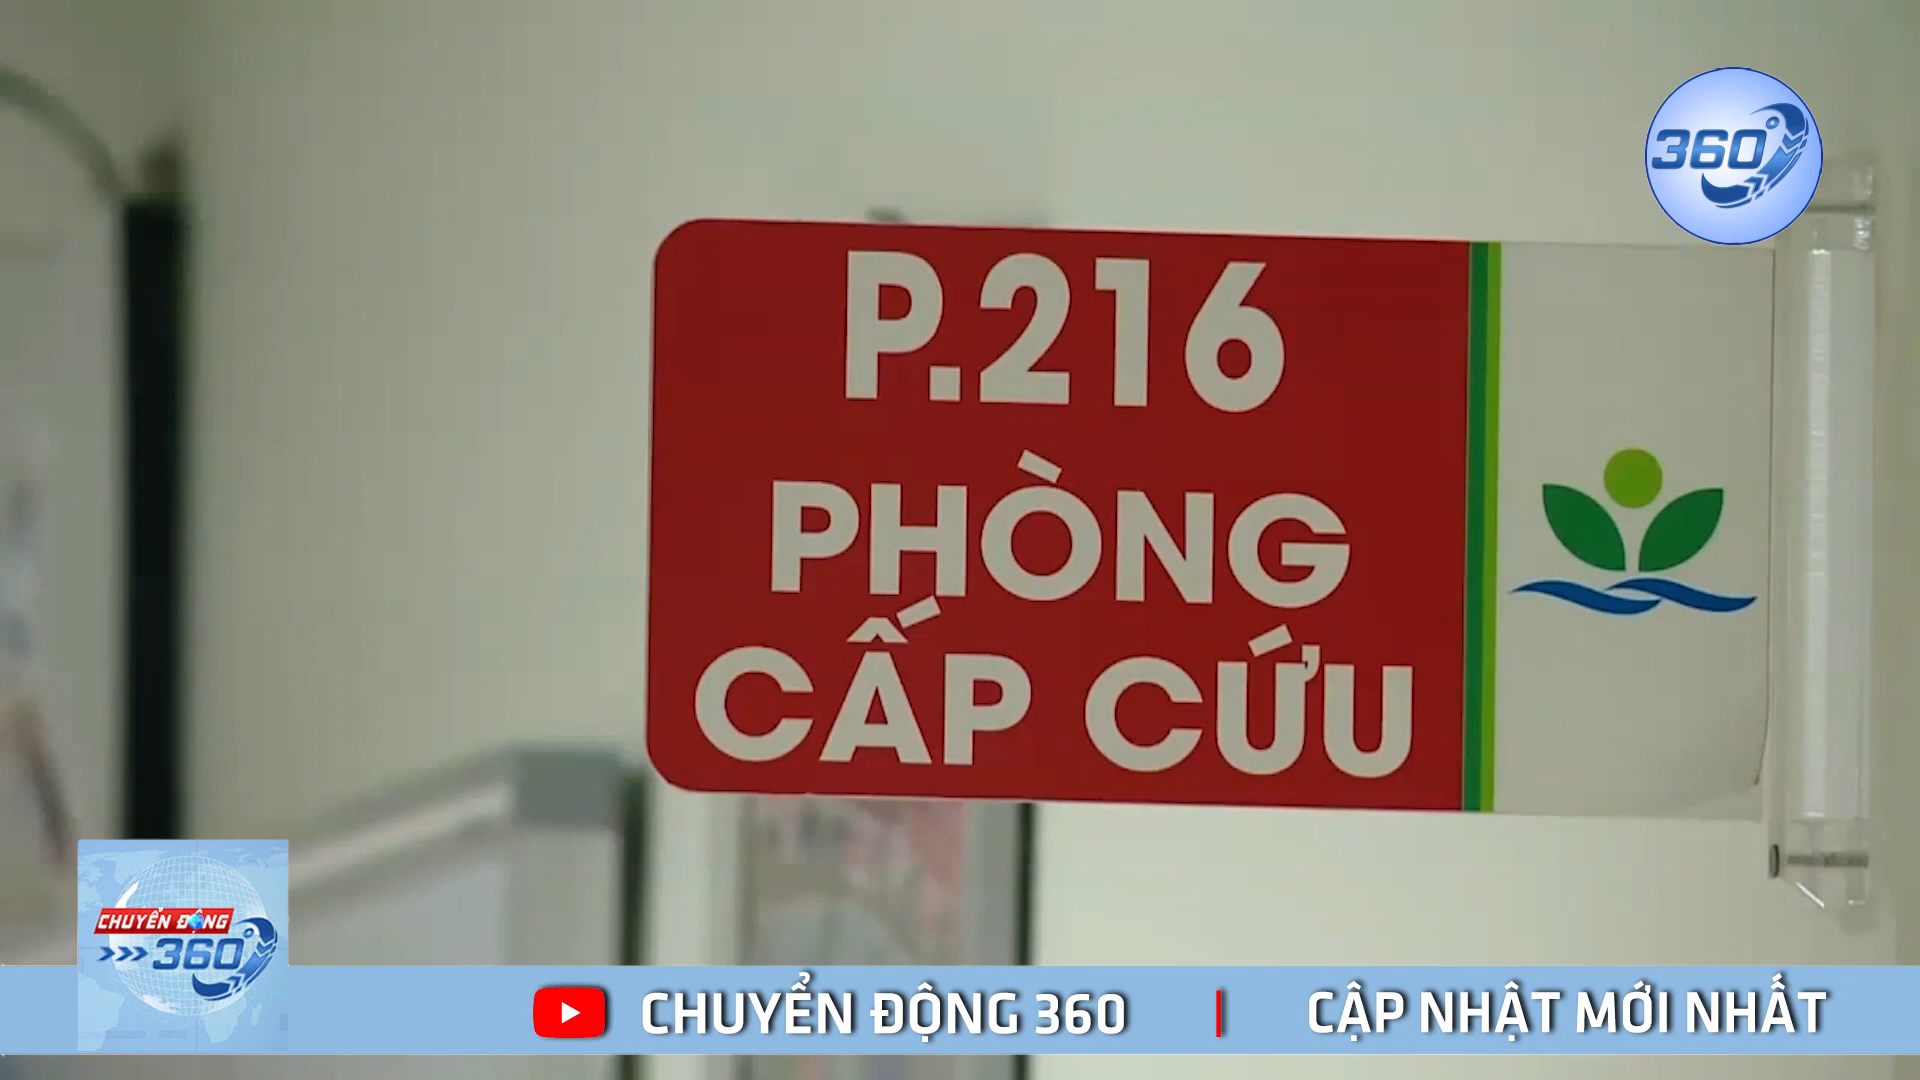 360°
P.216
PHÒNG
CẤP CỨU
CHUYỂN ĐỘNG
>>> 360°
CHUYỂN ĐỘNG 360 | CẬP NHẬT MỚI NHẤT